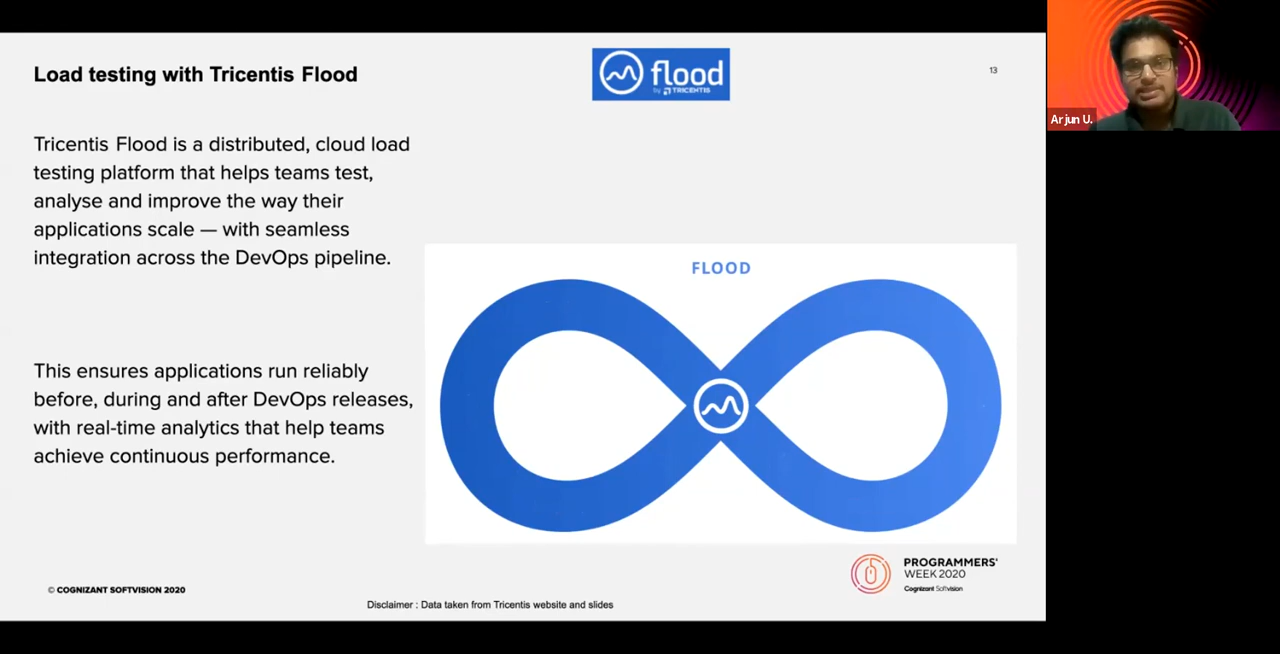 Load testing with Tricentis Flood
flood
by TRICENTIS
13
Arjun U.
Tricentis Flood is a distributed, cloud load
testing platform that helps teams test,
analyse and improve the way their
applications scale — with seamless
integration across the DevOps pipeline.
FLOOD
This ensures applications run reliably
before, during and after DevOps releases,
with real-time analytics that help teams
achieve continuous performance.
PROGRAMMERS'
WEEK 2020
Cognizant Softvision
© COGNIZANT SOFTVISION 2020
Disclaimer : Data taken from Tricentis website and slides